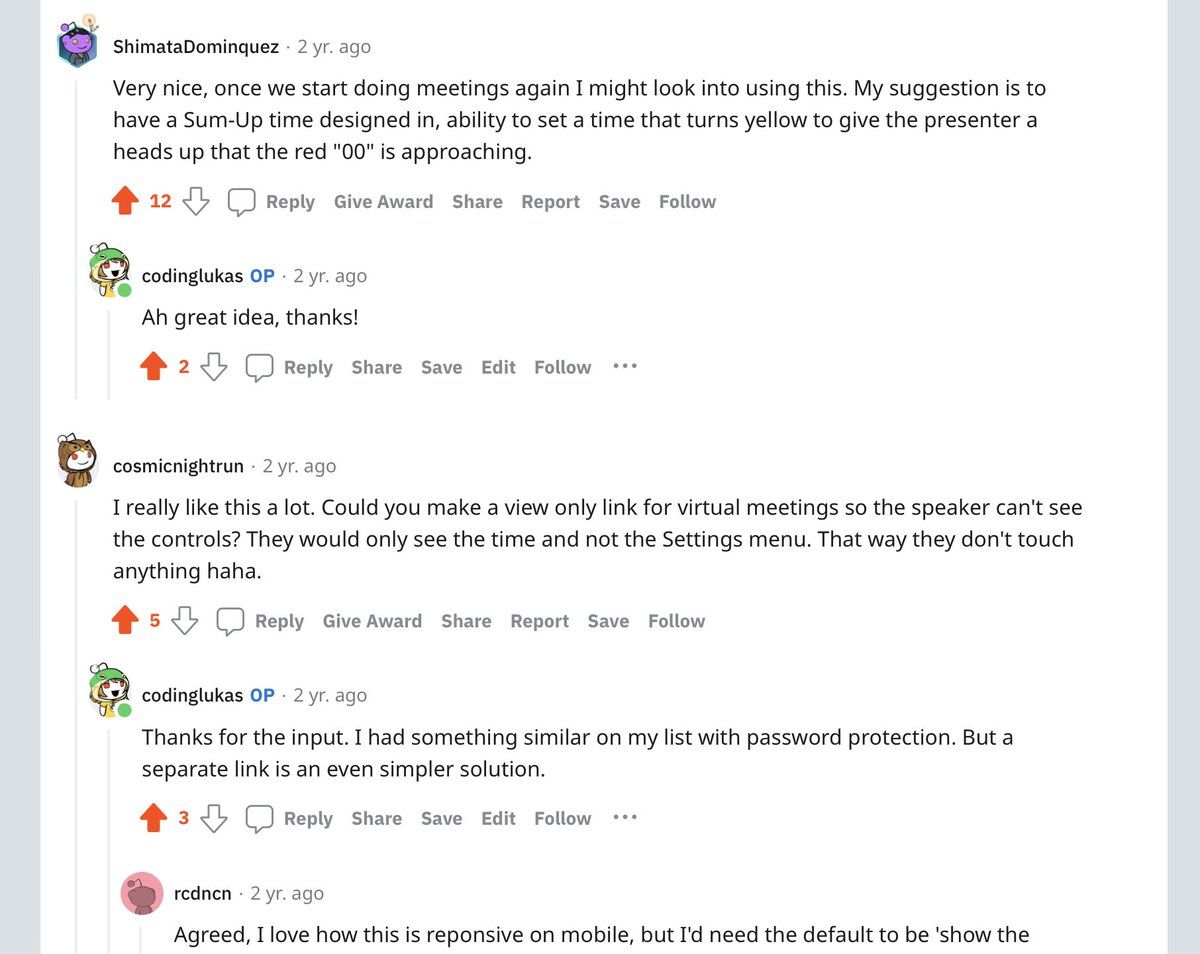 ShimataDominquez · 2 yr. ago
Very nice, once we start doing meetings again I might look into using this. My suggestion is to
have a Sum-Up time designed in, ability to set a time that turns yellow to give the presenter a
heads up that the red "00" is approaching.
12 Reply Give Award Share Report Save Follow
codinglukas OP · 2 yr. ago
Ah great idea, thanks!
2 Reply Share Save Edit Follow ···
cosmicnightrun · 2 yr. ago
I really like this a lot. Could you make a view only link for virtual meetings so the speaker can't see
the controls? They would only see the time and not the Settings menu. That way they don't touch
anything haha.
5 Reply Give Award Share Report Save Follow
codinglukas OP · 2 yr. ago
Thanks for the input. I had something similar on my list with password protection. But a
separate link is an even simpler solution.
3 Reply Share Save Edit Follow ···
rcdncn · 2 yr. ago
Agreed, I love how this is reponsive on mobile, but I'd need the default to be 'show the